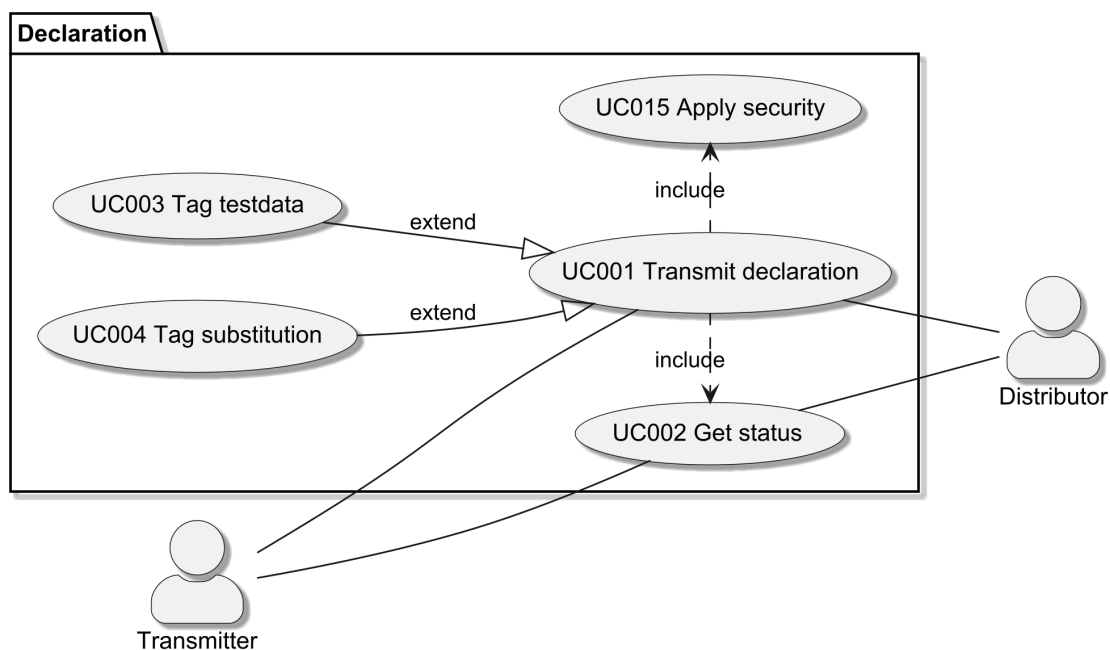 Declaration
UC015 Apply security
include
UC003 Tag testdata
extend
UC001 Transmit declaration
extend
UC004 Tag substitution
include
Distributor
UC002 Get status
Transmitter